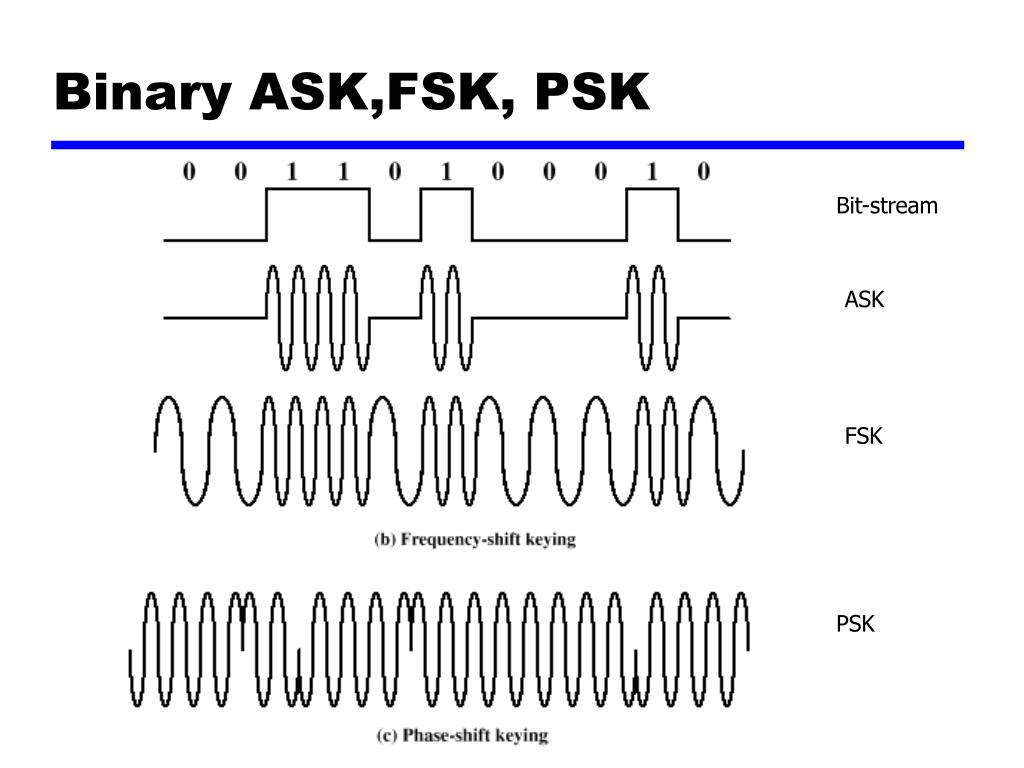 Binary ASK,FSK, PSK
0 0 1 1 0 1 0 0 0 1 0
Bit-stream
ASK
FSK
(b) Frequency-shift keying
PSK
(c) Phase-shift keying